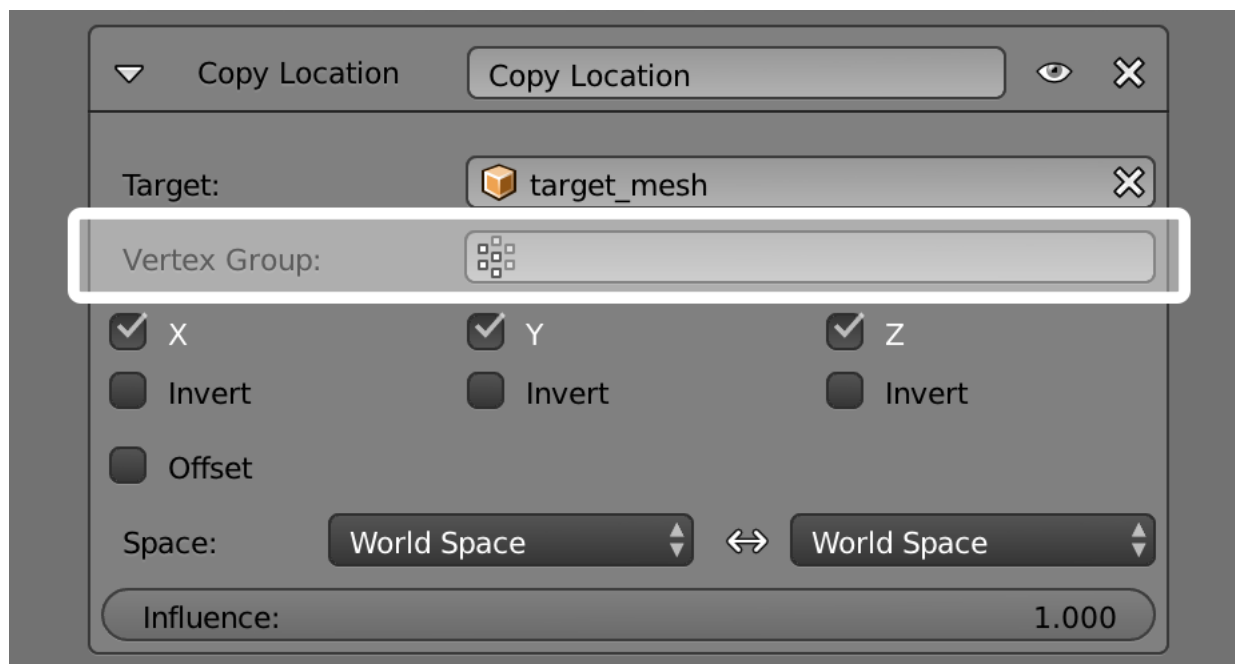 Copy Location Copy Location
Target: target_mesh
Vertex Group:
X Y Z
Invert Invert Invert
Offset
Space: World Space World Space
Influence: 1.000